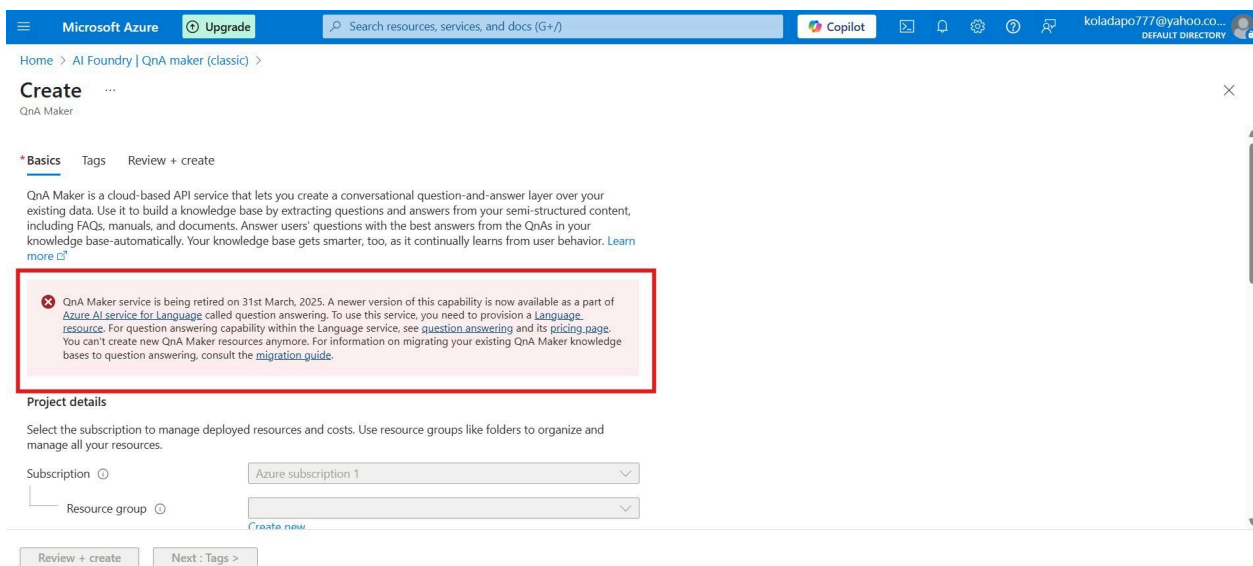 Microsoft Azure
Upgrade
Search resources, services, and docs (G+/)
Copilot
koladapo777@yahoo.co...
DEFAULT DIRECTORY
Home > AI Foundry | QnA maker (classic) >
Create ...
QnA Maker
* Basics Tags Review + create
QnA Maker is a cloud-based API service that lets you create a conversational question-and-answer layer over your
existing data. Use it to build a knowledge base by extracting questions and answers from your semi-structured content,
including FAQs, manuals, and documents. Answer users' questions with the best answers from the QnAs in your
knowledge base-automatically. Your knowledge base gets smarter, too, as it continually learns from user behavior. Learn
more
QnA Maker service is being retired on 31st March, 2025. A newer version of this capability is now available as a part of
Azure AI service for Language called question answering. To use this service, you need to provision a Language
resource. For question answering capability within the Language service, see question answering and its pricing page.
You can't create new QnA Maker resources anymore. For information on migrating your existing QnA Maker knowledge
bases to question answering, consult the migration guide.
Project details
Select the subscription to manage deployed resources and costs. Use resource groups like folders to organize and
manage all your resources.
Subscription
Azure subscription 1
Resource group
Create new
Review + create
Next : Tags >